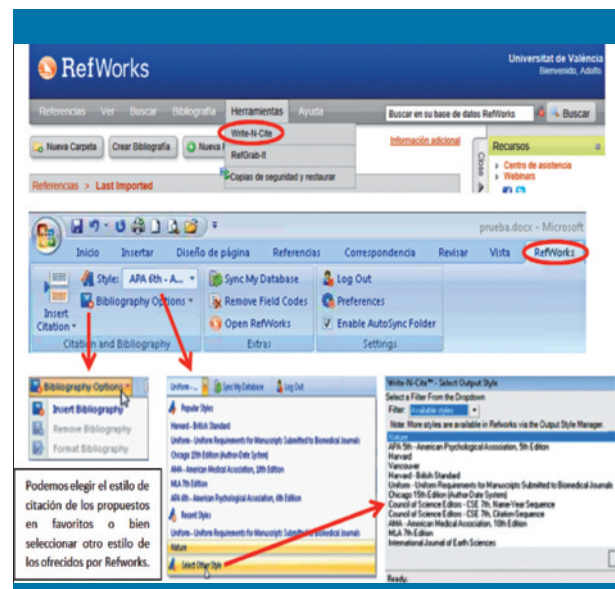 RefWorks
Universitat de València
Bienvenido, Adolfo.
Referencias Ver Buscar Bibliografía Herramientas Ayuda
Buscar en su base de datos RefWorks Buscar
Nueva Carpeta Crear Bibliografía Nueva
Write-N-Cite
RefGrab-It
Copias de seguridad y restaurar
Información adicional
Close
Recursos
Centro de asistencia
Webinars
Referencias > Last Imported
prueba.docx - Microsoft
Inicio Insertar Diseño de página Referencias Correspondencia Revisar Vista RefWorks
Insert Citation
Style: APA 6th - A...
Bibliography Options
Citation and Bibliography
Sync My Database
Remove Field Codes
Open RefWorks
Extras
Log Out
Preferences
Enable AutoSync Folder
Settings
Bibliography Options
Insert Bibliography
Remove Bibliography
Format Bibliography
Podemos elegir el estilo de
citación de los propuestos
en favoritos o bien
seleccionar otro estilo de
los ofrecidos por Refworks.
Uniform - ... Sync My Database Log Out
Popular Styles
Harvard - British Standard
Uniform - Uniform Requirements for Manuscripts Submitted to Biomedical Journals
Chicago 15th Edition (Author-Date System)
AMA - American Medical Association, 10th Edition
MLA 7th Edition
APA 6th - American Psychological Association, 6th Edition
Recent Styles
Uniform - Uniform Requirements for Manuscripts Submitted to Biomedical Journals
Nature
Select Other Style
Write-N-Cite™ - Select Output Style
Select a Filter From the Dropdown
Filter: Available styles
Note: More styles are available in Refworks via the Output Style Manager.
Nature
APA 5th - American Psychological Association, 5th Edition
Harvard
Vancouver
Harvard - British Standard
Uniform - Uniform Requirements for Manuscripts Submitted to Biomedical Journals
Chicago 15th Edition (Author-Date System)
Council of Science Editors - CSE 7th, Name-Year Sequence
Council of Science Editors - CSE 7th, Citation-Sequence
AMA - American Medical Association, 10th Edition
MLA 7th Edition
International Journal of Earth Sciences
Ready.